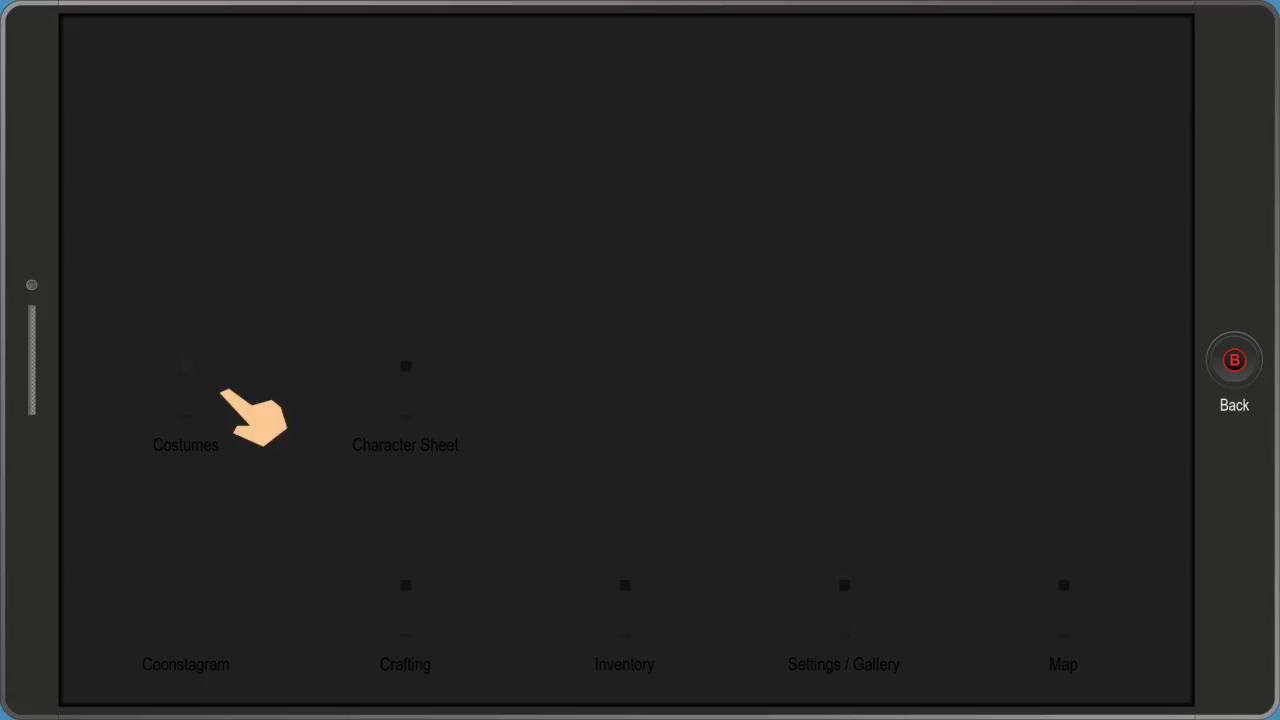 B
Back
Costumes
Character Sheet
Coonstagram
Crafting
Inventory
Settings / Gallery
Map